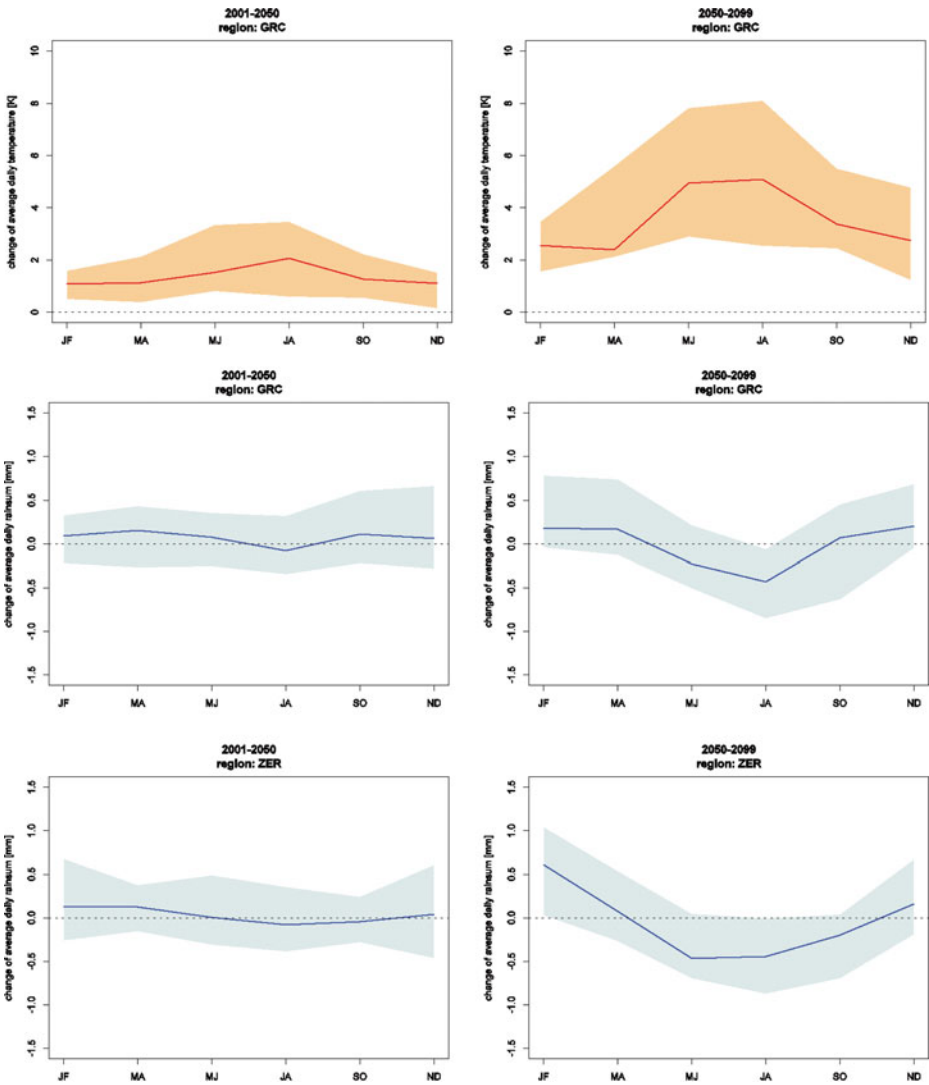 2001-2050
region: GRC
change of average daily temperature [K]
10
8
6
4
2
0
JF MA MJ JA SO ND
2050-2099
region: GRC
change of average daily temperature [K]
10
8
6
4
2
0
JF MA MJ JA SO ND
2001-2050
region: GRC
change of average daily rainsum [mm]
1.5
1.0
0.5
0.0
-0.5
-1.0
-1.5
JF MA MJ JA SO ND
2050-2099
region: GRC
change of average daily rainsum [mm]
1.5
1.0
0.5
0.0
-0.5
-1.0
-1.5
JF MA MJ JA SO ND
2001-2050
region: ZER
change of average daily rainsum [mm]
1.5
1.0
0.5
0.0
-0.5
-1.0
-1.5
JF MA MJ JA SO ND
2050-2099
region: ZER
change of average daily rainsum [mm]
1.5
1.0
0.5
0.0
-0.5
-1.0
-1.5
JF MA MJ JA SO ND